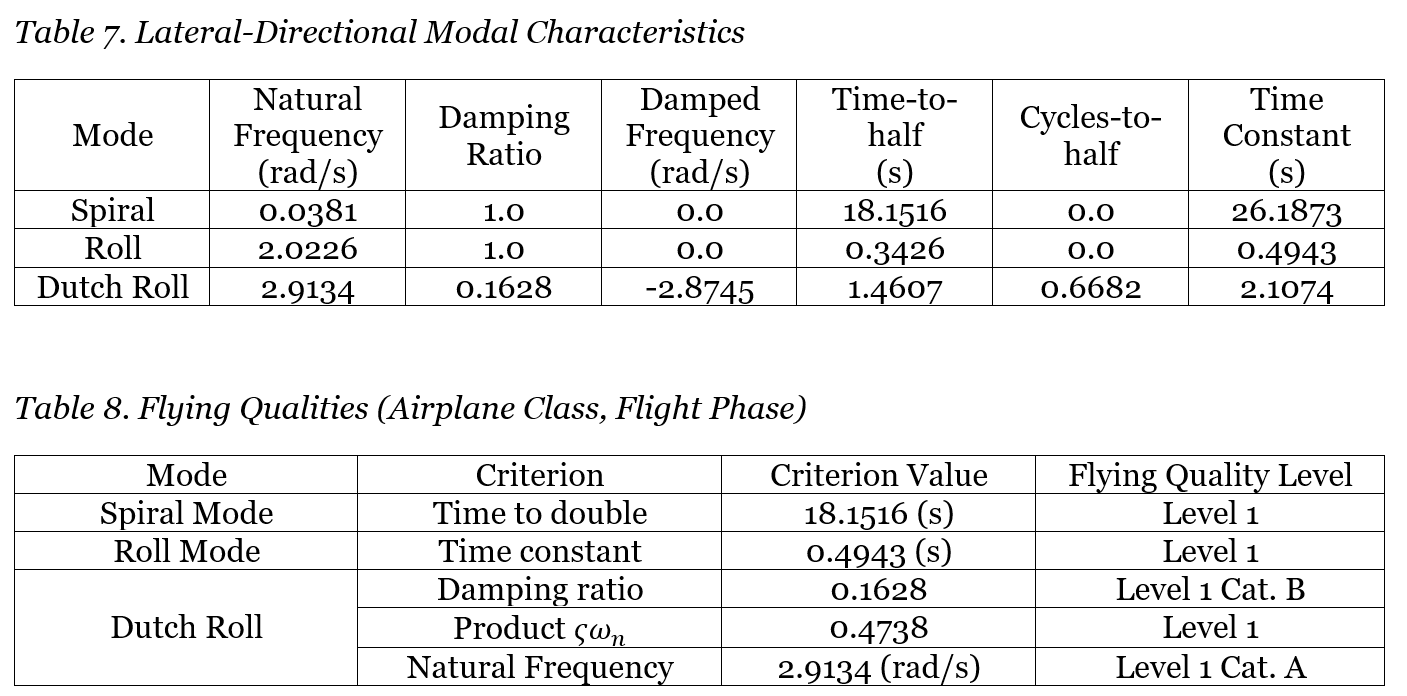 Table 7. Lateral-Directional Modal Characteristics
Mode Natural Frequency (rad/s) Damping Ratio Damped Frequency (rad/s) Time-to-half (s) Cycles-to-half Time Constant (s)
Spiral 0.0381 1.0 0.0 18.1516 0.0 26.1873
Roll 2.0226 1.0 0.0 0.3426 0.0 0.4943
Dutch Roll 2.9134 0.1628 -2.8745 1.4607 0.6682 2.1074
Table 8. Flying Qualities (Airplane Class, Flight Phase)
Mode Criterion Criterion Value Flying Quality Level
Spiral Mode Time to double 18.1516 (s) Level 1
Roll Mode Time constant 0.4943 (s) Level 1
Dutch Roll Damping ratio 0.1628 Level 1 Cat. B
Product ςωₙ 0.4738 Level 1
Natural Frequency 2.9134 (rad/s) Level 1 Cat. A